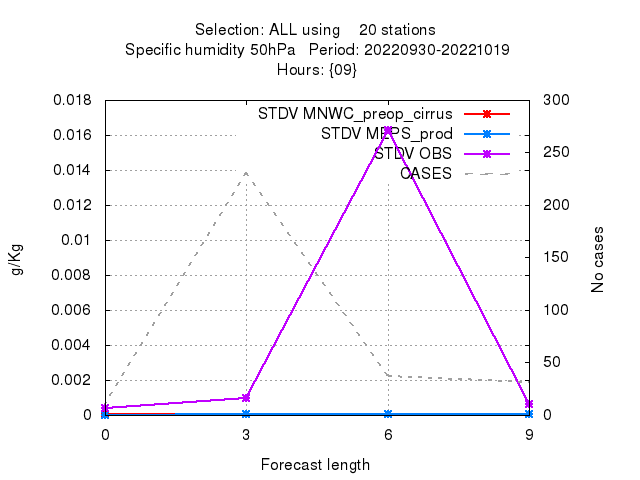 Selection: ALL using 20 stations
Specific humidity 50hPa Period: 20220930-20221019
Hours: {09}
STDV MNWC_preop_cirrus
STDV MEPS_prod
STDV OBS
CASES
0.018
0.016
0.014
0.012
0.01
0.008
0.006
0.004
0.002
0
g/Kg
300
250
200
150
100
50
0
No cases
0 3 6 9
Forecast length